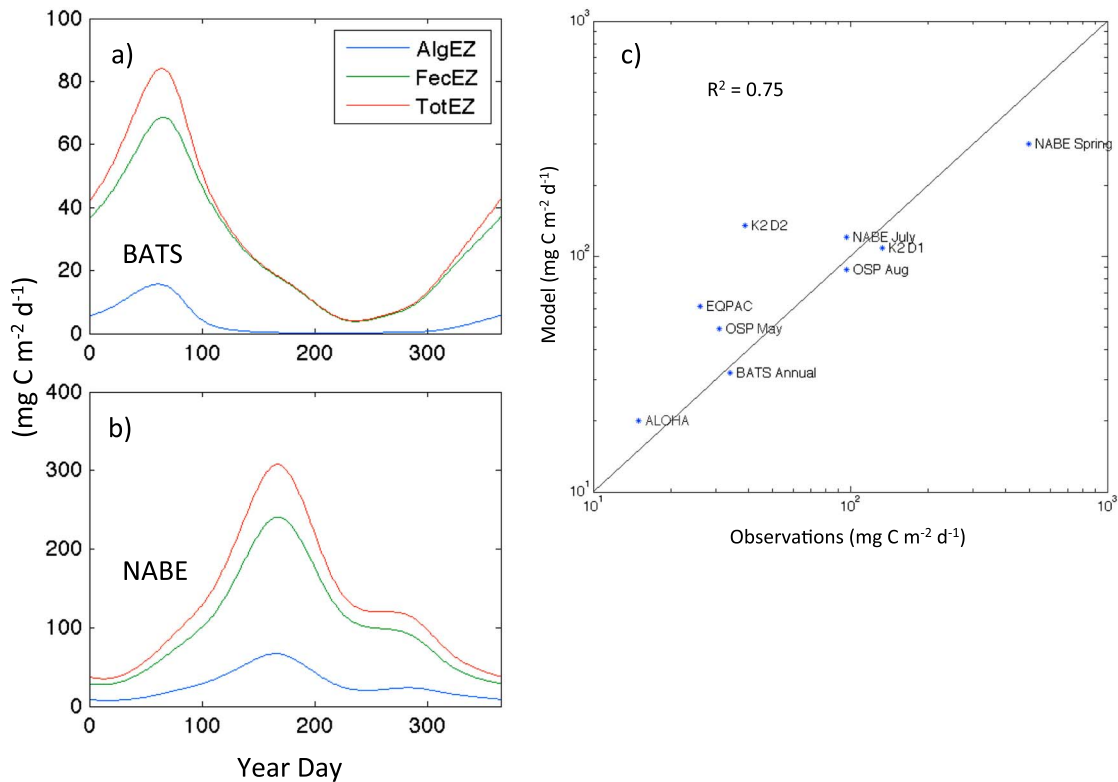 a)
AlgEZ
FecEZ
TotEZ
100
80
60
40
20
0
BATS
0 100 200 300
b)
400
300
200
100
0
NABE
0 100 200 300
(mg C m-2 d-1)
Year Day
c)
R2 = 0.75
NABE Spring
K2 D2
NABE July
K2 D1
OSP Aug
EQPAC
OSP May
BATS Annual
ALOHA
103
102
101
101 102 103
Model (mg C m-2 d-1)
Observations (mg C m-2 d-1)